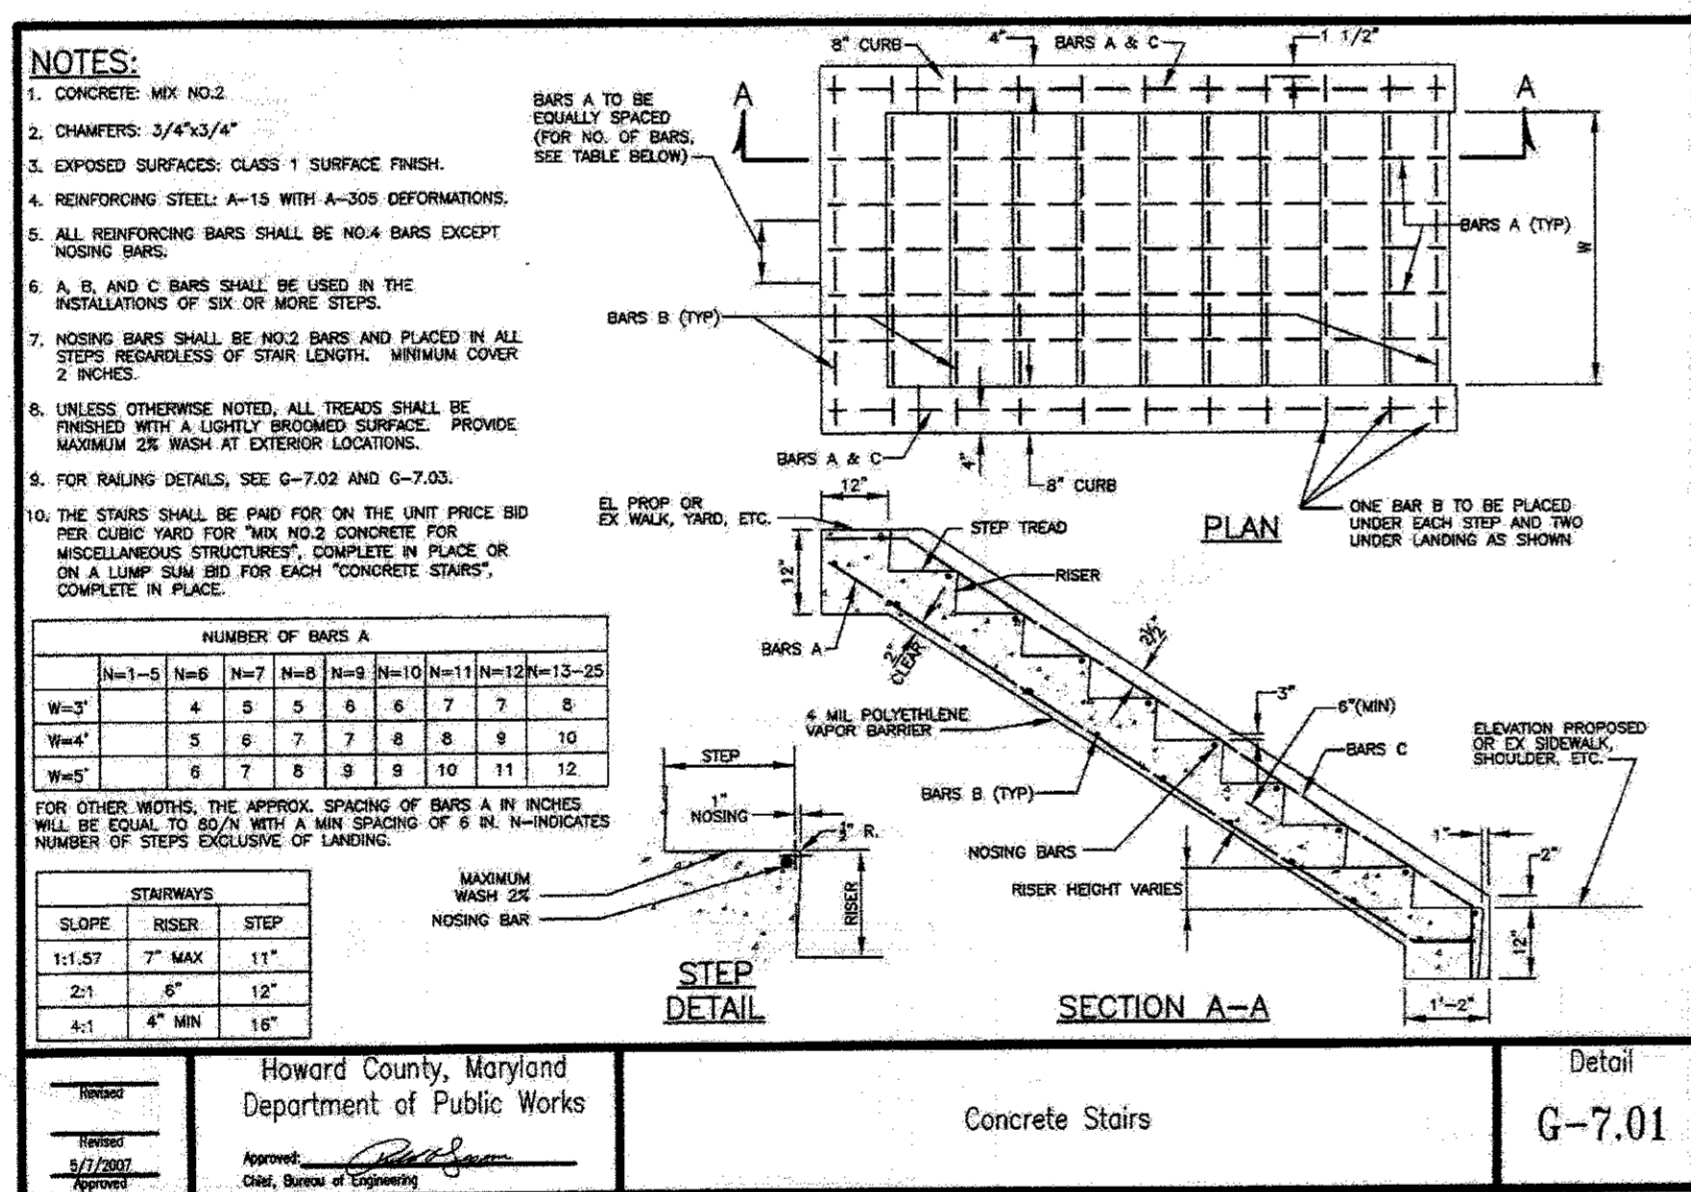 NOTES:
1. CONCRETE: MIX NO.2
2. CHAMFERS: 3/4"x3/4"
3. EXPOSED SURFACES: CLASS 1 SURFACE FINISH.
4. REINFORCING STEEL: A-15 WITH A-305 DEFORMATIONS.
5. ALL REINFORCING BARS SHALL BE NO.4 BARS EXCEPT
NOSING BARS.
6. A, B, AND C BARS SHALL BE USED IN THE
INSTALLATIONS OF SIX OR MORE STEPS.
7. NOSING BARS SHALL BE NO.2 BARS AND PLACED IN ALL
STEPS REGARDLESS OF STAIR LENGTH. MINIMUM COVER
2 INCHES.
8. UNLESS OTHERWISE NOTED, ALL TREADS SHALL BE
FINISHED WITH A LIGHTLY BROOMED SURFACE. PROVIDE
MAXIMUM 2% WASH AT EXTERIOR LOCATIONS.
9. FOR RAILING DETAILS, SEE G-7.02 AND G-7.03.
10. THE STAIRS SHALL BE PAID FOR ON THE UNIT PRICE BID
PER CUBIC YARD FOR "MIX NO.2 CONCRETE FOR
MISCELLANEOUS STRUCTURES", COMPLETE IN PLACE OR
ON A LUMP SUM BID FOR EACH "CONCRETE STAIRS",
COMPLETE IN PLACE.
NUMBER OF BARS A
N=1-5 N=6 N=7 N=8 N=9 N=10 N=11 N=12 N=13-25
W=3' 4 5 5 6 6 7 7 8
W=4' 5 6 7 7 8 8 9 10
W=5' 6 7 8 9 9 10 11 12
FOR OTHER WIDTHS, THE APPROX. SPACING OF BARS A IN INCHES
WILL BE EQUAL TO 80/N WITH A MIN SPACING OF 6 IN. N-INDICATES
NUMBER OF STEPS EXCLUSIVE OF LANDING.
STAIRWAYS
SLOPE RISER STEP
1:1.57 7" MAX 11"
2:1 6" 12"
4:1 4" MIN 16"
8" CURB
4"
BARS A & C
1 1/2"
A
A
BARS A TO BE
EQUALLY SPACED
(FOR NO. OF BARS,
SEE TABLE BELOW)
BARS A (TYP)
W
BARS B (TYP)
BARS A & C
4"
8" CURB
PLAN
ONE BAR B TO BE PLACED
UNDER EACH STEP AND TWO
UNDER LANDING AS SHOWN
12"
EL PROP OR
EX WALK, YARD, ETC.
STEP TREAD
12"
RISER
BARS A
2"
CLEAR
2½"
4 MIL POLYETHLENE
VAPOR BARRIER
3"
6"(MIN)
BARS C
ELEVATION PROPOSED
OR EX SIDEWALK,
SHOULDER, ETC.
BARS B (TYP)
NOSING BARS
RISER HEIGHT VARIES
1"
2"
12"
1'-2"
SECTION A-A
STEP
1"
NOSING
½" R.
MAXIMUM
WASH 2%
NOSING BAR
RISER
STEP
DETAIL
Revised
Revised
5/7/2007
Approved
Howard County, Maryland
Department of Public Works
Approved:
Chief, Bureau of Engineering
Concrete Stairs
Detail
G-7.01